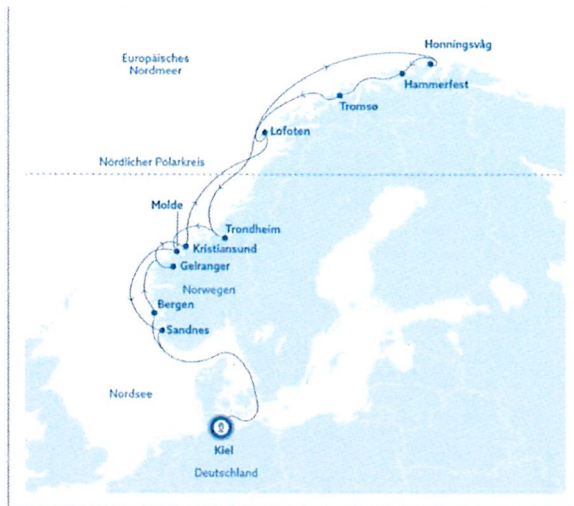 Honningsvåg
Europäisches
Nordmeer
Hammerfest
Tromsø
Lofoten
Nördlicher Polarkreis
Molde
Trondheim
Kristiansund
Geiranger
Norwegen
Bergen
Sandnes
Nordsee
Kiel
Deutschland